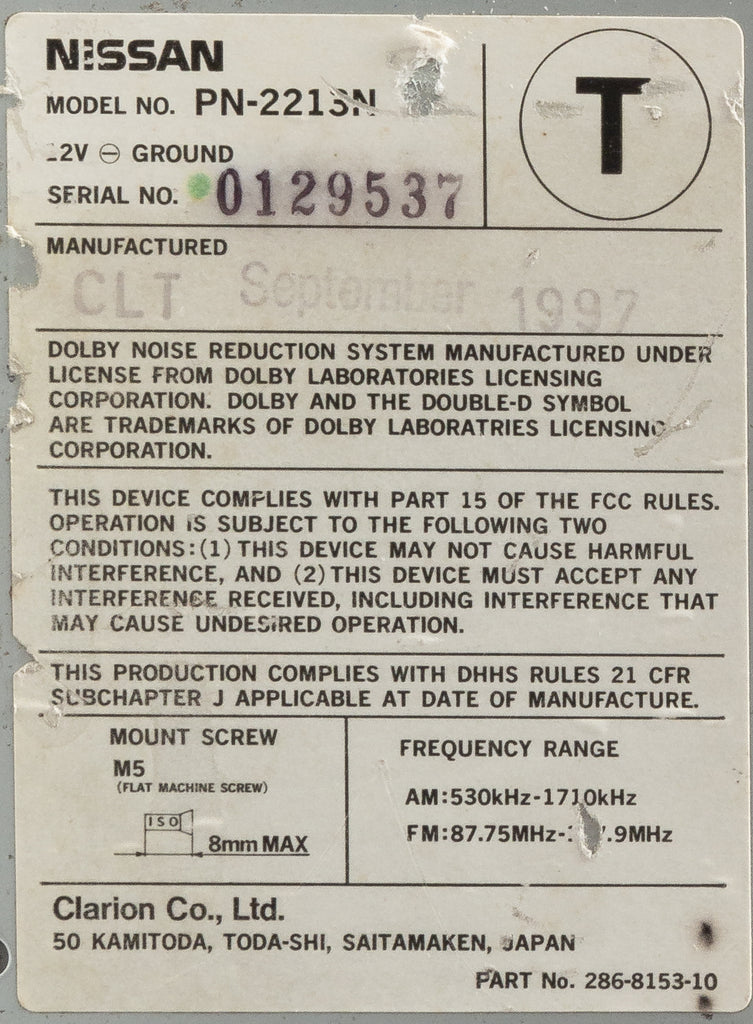 NISSAN
MODEL NO. PN-2213N
T
12V ⊖ GROUND
SERIAL NO. 0129537
MANUFACTURED
CLT September 1997
DOLBY NOISE REDUCTION SYSTEM MANUFACTURED UNDER
LICENSE FROM DOLBY LABORATORIES LICENSING
CORPORATION. DOLBY AND THE DOUBLE-D SYMBOL
ARE TRADEMARKS OF DOLBY LABORATRIES LICENSING
CORPORATION.
THIS DEVICE COMPLIES WITH PART 15 OF THE FCC RULES.
OPERATION IS SUBJECT TO THE FOLLOWING TWO
CONDITIONS:(1) THIS DEVICE MAY NOT CAUSE HARMFUL
INTERFERENCE, AND (2) THIS DEVICE MUST ACCEPT ANY
INTERFERENCE RECEIVED, INCLUDING INTERFERENCE THAT
MAY CAUSE UNDESIRED OPERATION.
THIS PRODUCTION COMPLIES WITH DHHS RULES 21 CFR
SUBCHAPTER J APPLICABLE AT DATE OF MANUFACTURE.
MOUNT SCREW
M5
(FLAT MACHINE SCREW)
ISO
8mm MAX
FREQUENCY RANGE
AM:530kHz-1710kHz
FM:87.75MHz-
Clarion Co., Ltd.
50 KAMITODA, TODA-SHI, SAITAMAKEN, JAPAN
PART No. 286-8153-10